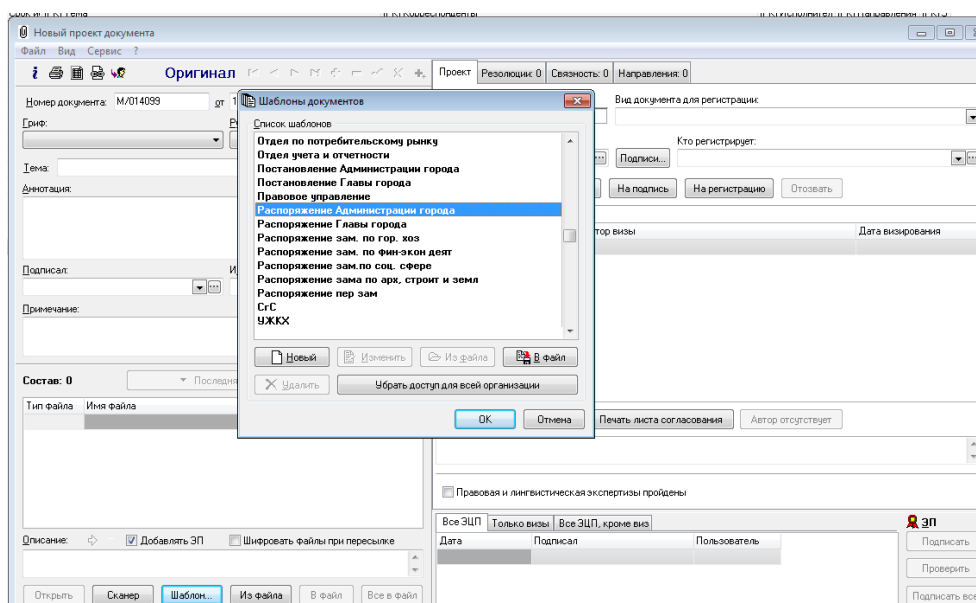 Новый проект документа
Файл Вид Сервис ?
Оригинал
Проект Резолюции: 0 Связность: 0 Направления: 0
Номер документа: М/014099 от 1
Гриф:
Тема:
Аннотация:
Подписал:
Примечание:
Вид документа для регистрации:
Кто регистрирует:
Подписи...
На подпись На регистрацию Отозвать
Дата визирования
Шаблоны документов
Список шаблонов
Отдел по потребительскому рынку
Отдел учета и отчетности
Постановление Администрации города
Постановление Главы города
Правовое управление
Распоряжение Администрации города
Распоряжение Главы города
Распоряжение зам. по гор. хоз
Распоряжение зам. по фин-экон деят
Распоряжение зам.по соц. сфере
Распоряжение зама по арх, строит и земл
Распоряжение пер зам
СгС
УЖКХ
Новый Изменить Из файла В файл
Удалить Убрать доступ для всей организации
OK Отмена
Состав: 0
Тип файла Имя файла
Печать листа согласования Автор отсутствует
Правовая и лингвистическая экспертизы пройдены
Описание: Добавлять ЭП Шифровать файлы при пересылке
Открыть Сканер Шаблон... Из файла В файл Все в файл
Все ЭЦП Только визы Все ЭЦП, кроме виз
Дата Подписал Пользователь
ЭП
Подписать
Проверить
Подписать все